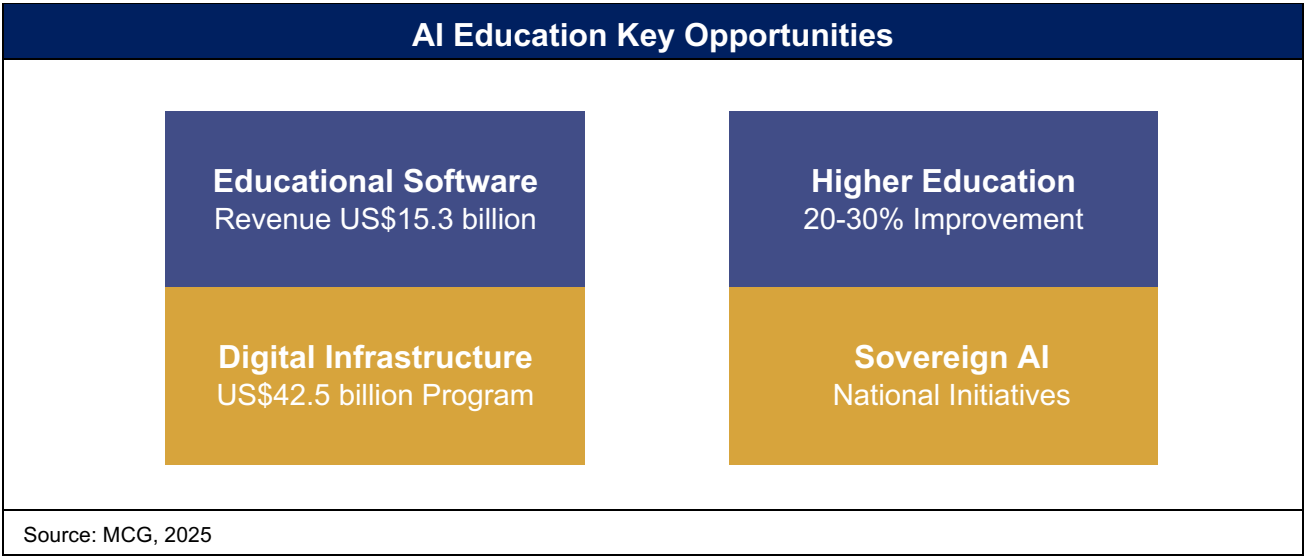 AI Education Key Opportunities
Educational Software
Revenue US$15.3 billion
Higher Education
20-30% Improvement
Digital Infrastructure
US$42.5 billion Program
Sovereign AI
National Initiatives
Source: MCG, 2025